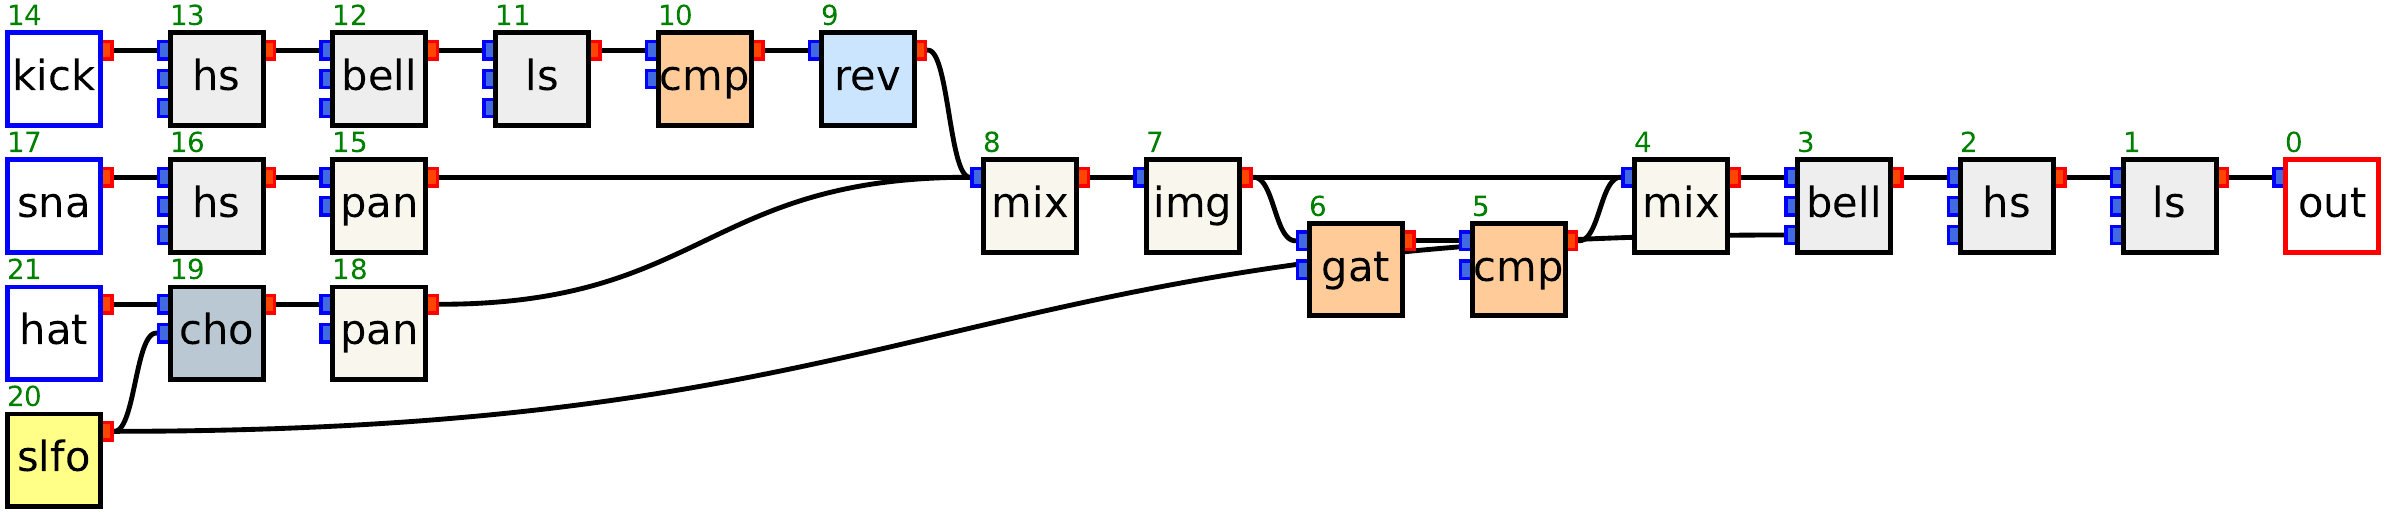 14 13 12 11 10 9
kick hs bell ls cmp rev
17 16 15 8 7 4 3 2 1 0
sna hs pan mix img mix bell hs ls out
6 5
gat cmp
21 19 18
hat cho pan
20
slfo